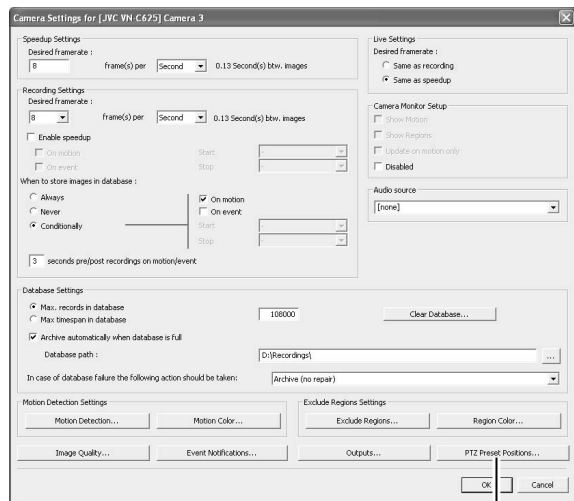 Camera Settings for [JVC VN-C625] Camera 3
Speedup Settings
Desired framerate :
8 frame(s) per Second 0.13 Second(s) btw. images
Recording Settings
Desired framerate :
8 frame(s) per Second 0.13 Second(s) btw. images
Enable speedup
On motion Start -
On event Stop -
When to store images in database :
Always
Never
Conditionally
On motion
On event
Start -
Stop -
3 seconds pre/post recordings on motion/event
Live Settings
Desired framerate :
Same as recording
Same as speedup
Camera Monitor Setup
Show Motion
Show Regions
Update on motion only
Disabled
Audio source
[none]
Database Settings
Max. records in database
Max timespan in database
108000
Clear Database...
Archive automatically when database is full
Database path : D:\Recordings\ ...
In case of database failure the following action should be taken: Archive (no repair)
Motion Detection Settings
Motion Detection... Motion Color...
Exclude Regions Settings
Exclude Regions... Region Color...
Image Quality... Event Notifications... Outputs... PTZ Preset Positions...
OK Cancel